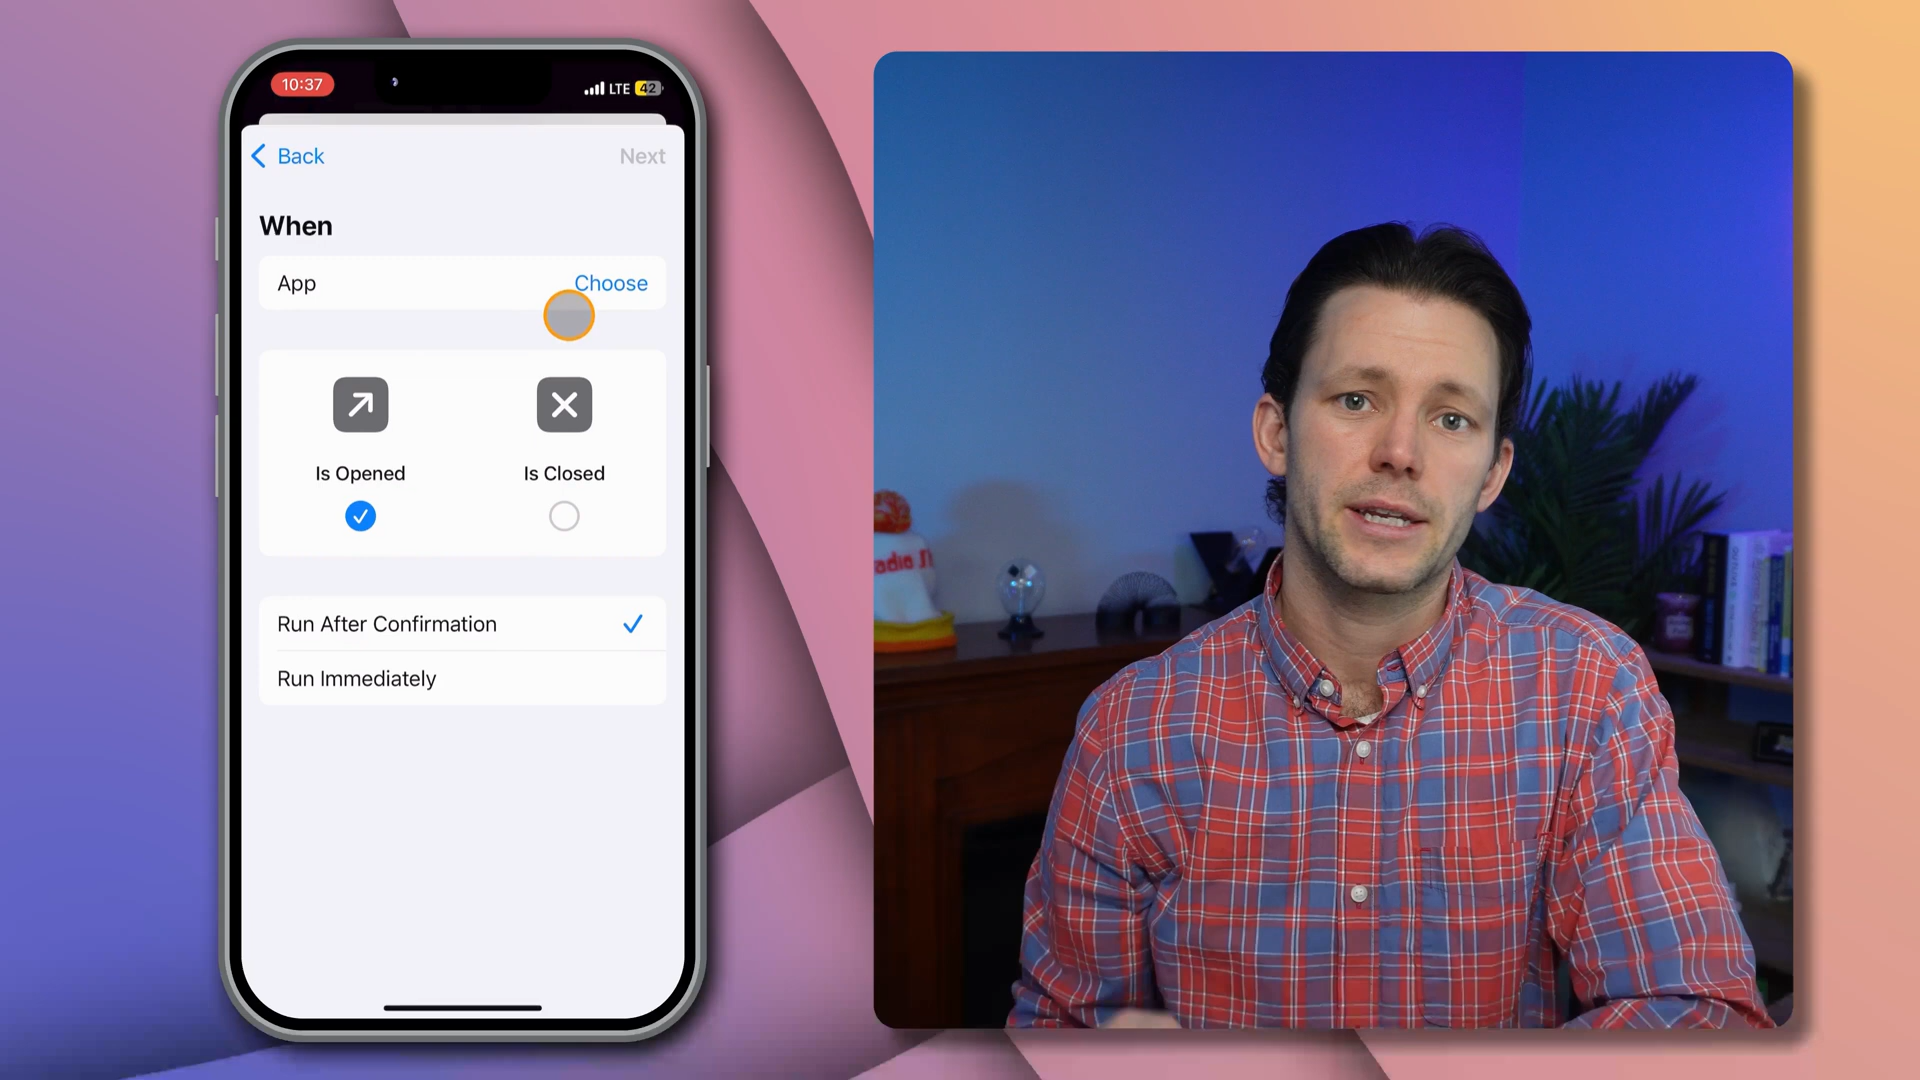 10:37
LTE 42
Back
Next
When
App
Choose
Is Opened
Is Closed
Run After Confirmation
Run Immediately